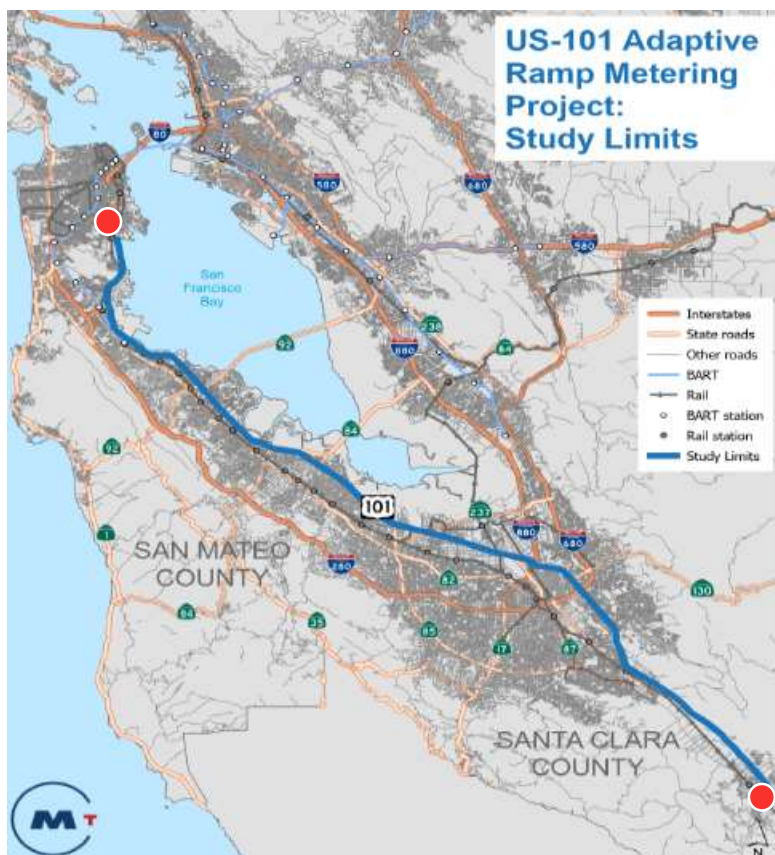 US-101 Adaptive
Ramp Metering
Project:
Study Limits
80
580
680
580
San
Francisco
Bay
238
84
92
880
Interstates
State roads
Other roads
BART
Rail
BART station
Rail station
Study Limits
84
92
101
237
1
SAN MATEO
COUNTY
880
680
280
82
130
84
35
85
17
87
SANTA CLARA
COUNTY
M T
N